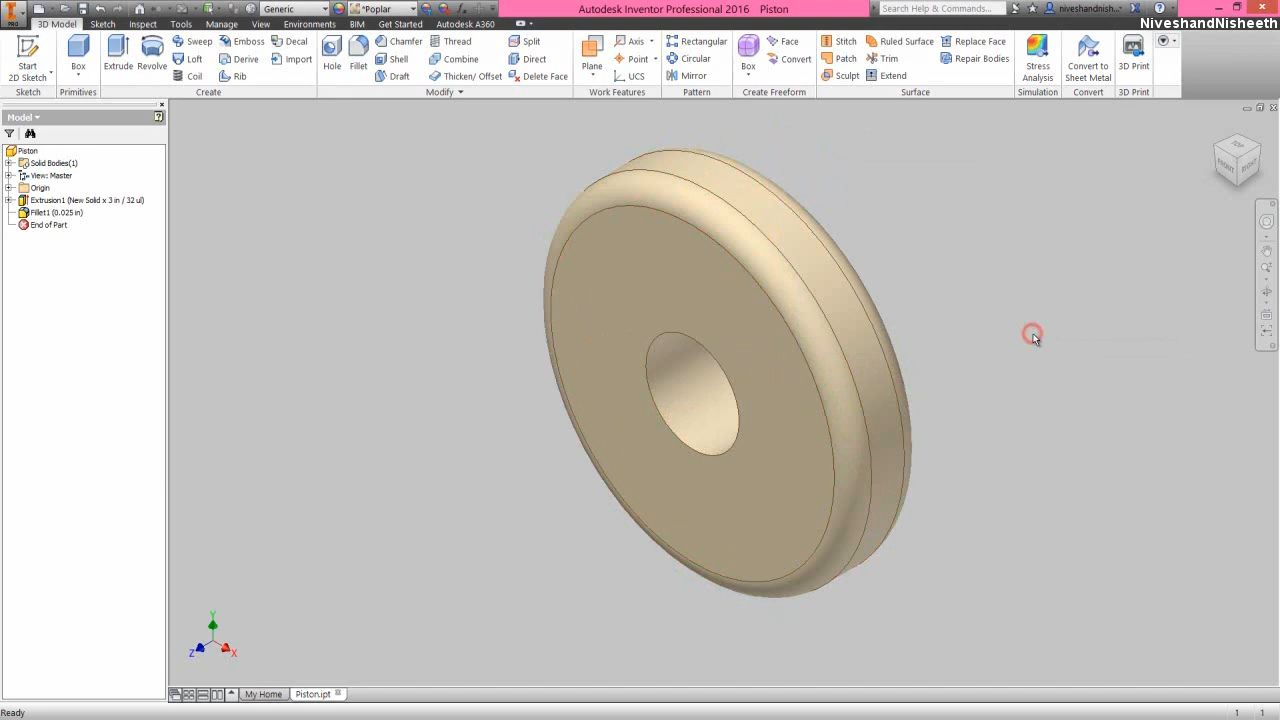 Generic
*Poplar
Autodesk Inventor Professional 2016 Piston
Search Help & Commands...
niveshandnish...
NiveshandNisheeth
PRO
3D Model Sketch Inspect Tools Manage View Environments BIM Get Started Autodesk A360
Start
2D Sketch
Sketch
Box
Primitives
Extrude Revolve
Sweep Emboss Decal
Loft Derive Import
Coil Rib
Create
Hole Fillet
Chamfer Thread Split
Shell Combine Direct
Draft Thicken/ Offset Delete Face
Modify
Plane
Axis
Point
UCS
Work Features
Rectangular
Circular
Mirror
Pattern
Box
Face
Convert
Create Freeform
Stitch Ruled Surface Replace Face
Patch Trim Repair Bodies
Sculpt Extend
Surface
Stress
Analysis
Simulation
Convert to
Sheet Metal
Convert
3D Print
3D Print
Model
Piston
Solid Bodies(1)
View: Master
Origin
Extrusion1 (New Solid x 3 in / 32 ul)
Fillet1 (0.025 in)
End of Part
TOP
FRONT
RIGHT
Y
Z
X
My Home Piston.ipt
Ready
1 1